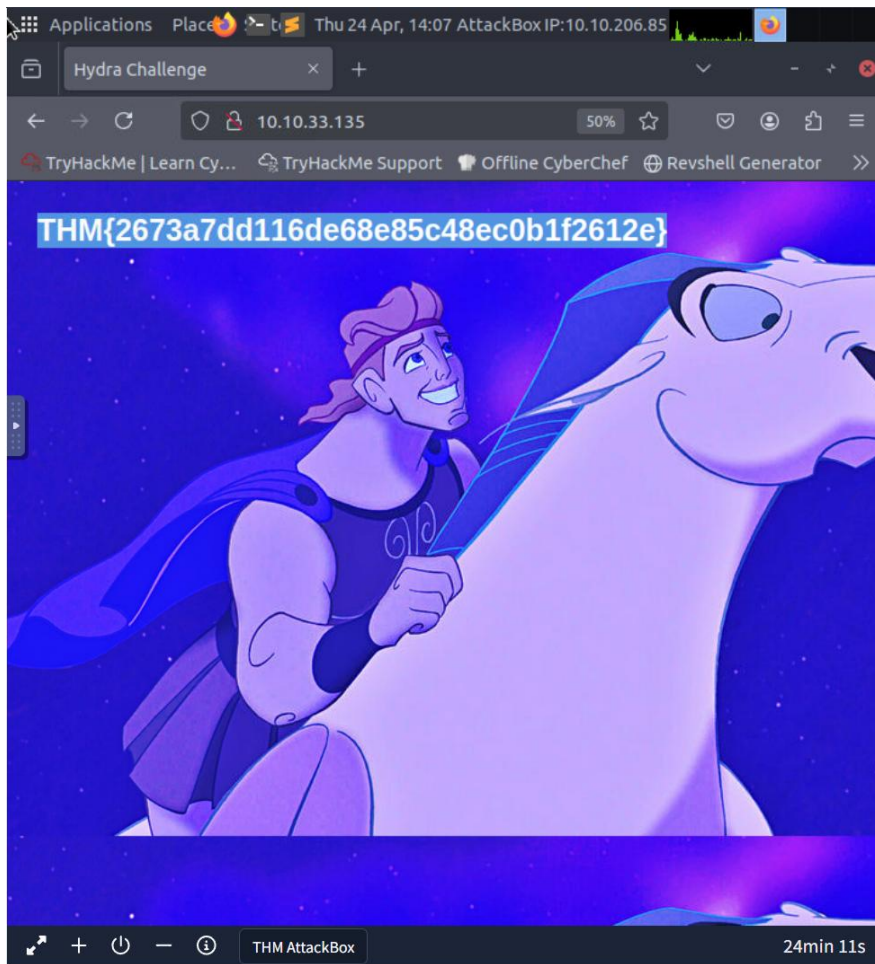 Applications Place Thu 24 Apr, 14:07 AttackBox IP:10.10.206.85
Hydra Challenge
10.10.33.135 50%
TryHackMe | Learn Cy... TryHackMe Support Offline CyberChef Revshell Generator
THM{2673a7dd116de68e85c48ec0b1f2612e}
THM AttackBox 24min 11s